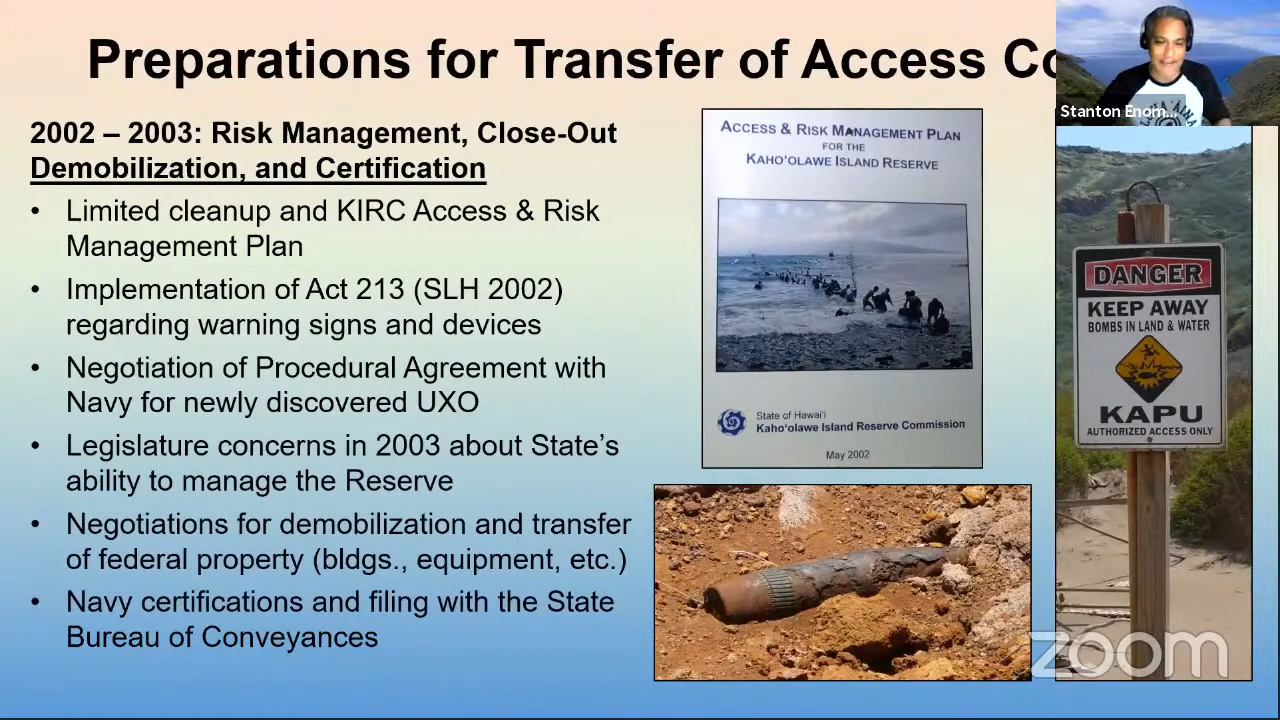 Preparations for Transfer of Access Co
Stanton Enom...
2002 – 2003: Risk Management, Close-Out
Demobilization, and Certification
• Limited cleanup and KIRC Access & Risk
Management Plan
• Implementation of Act 213 (SLH 2002)
regarding warning signs and devices
• Negotiation of Procedural Agreement with
Navy for newly discovered UXO
• Legislature concerns in 2003 about State’s
ability to manage the Reserve
• Negotiations for demobilization and transfer
of federal property (bldgs., equipment, etc.)
• Navy certifications and filing with the State
Bureau of Conveyances
ACCESS & RISK MANAGEMENT PLAN
FOR THE
KAHO‘OLAWE ISLAND RESERVE
State of Hawai‘i
Kaho‘olawe Island Reserve Commission
May 2002
DANGER
KEEP AWAY
BOMBS IN LAND & WATER
KAPU
AUTHORIZED ACCESS ONLY
zoom